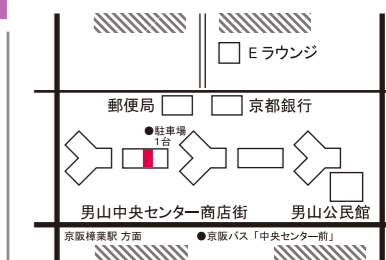 Eラウンジ
郵便局
京都銀行
●駐車場
1台
男山中央センター商店街
男山公民館
京阪樟葉駅 方面
●京阪バス「中央センター前」